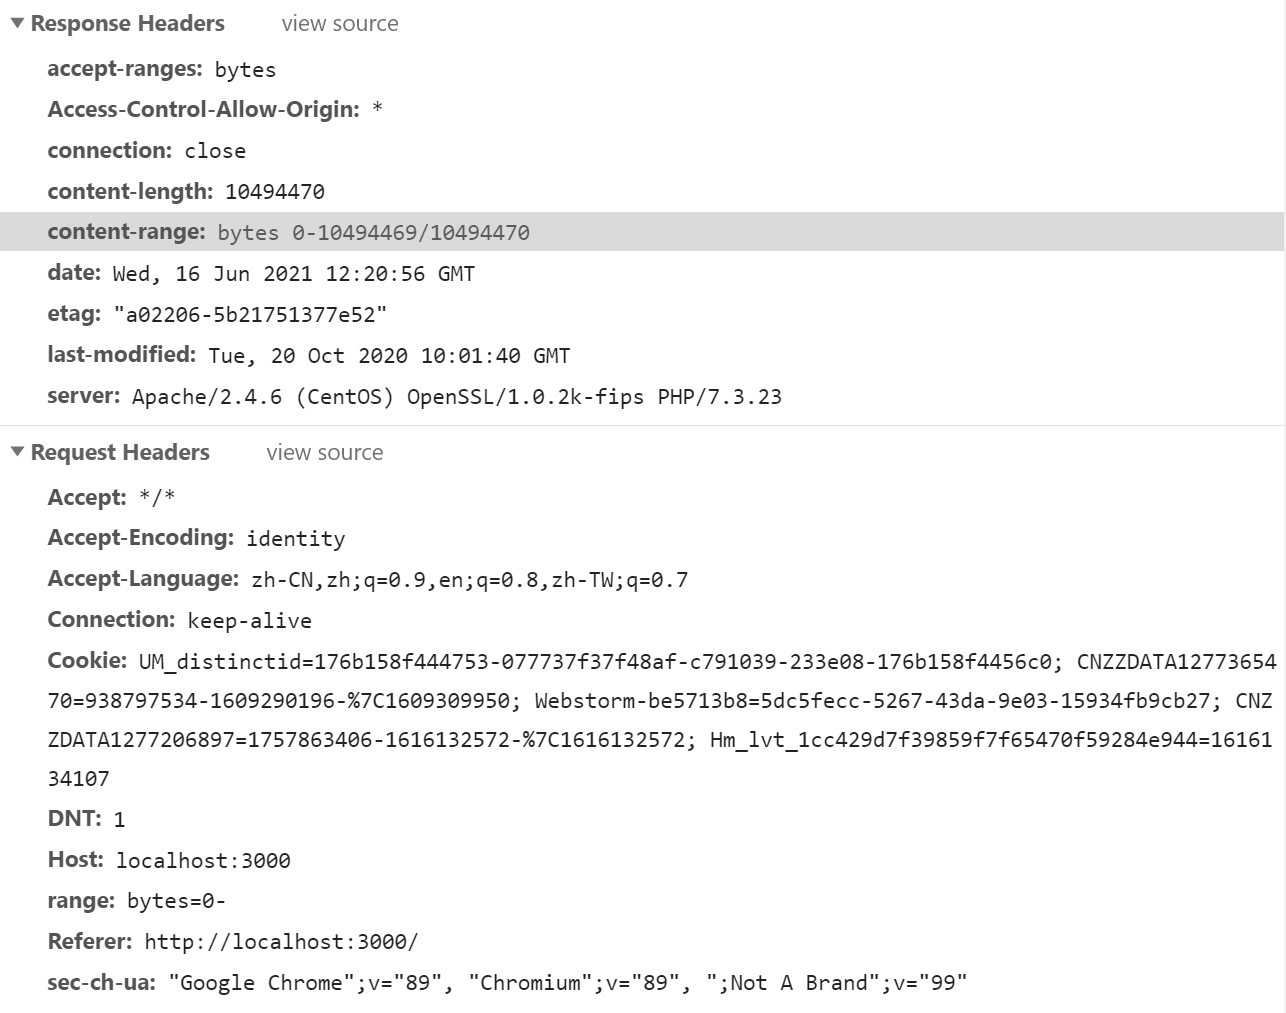 Response Headers view source
accept-ranges: bytes
Access-Control-Allow-Origin: *
connection: close
content-length: 10494470
content-range: bytes 0-10494469/10494470
date: Wed, 16 Jun 2021 12:20:56 GMT
etag: "a02206-5b21751377e52"
last-modified: Tue, 20 Oct 2020 10:01:40 GMT
server: Apache/2.4.6 (CentOS) OpenSSL/1.0.2k-fips PHP/7.3.23
Request Headers view source
Accept: */*
Accept-Encoding: identity
Accept-Language: zh-CN,zh;q=0.9,en;q=0.8,zh-TW;q=0.7
Connection: keep-alive
Cookie: UM_distinctid=176b158f444753-077737f37f48af-c791039-233e08-176b158f4456c0; CNZZDATA12773654
70=938797534-1609290196-%7C1609309950; Webstorm-be5713b8=5dc5fecc-5267-43da-9e03-15934fb9cb27; CNZ
ZDATA1277206897=1757863406-1616132572-%7C1616132572; Hm_lvt_1cc429d7f39859f7f65470f59284e944=16161
34107
DNT: 1
Host: localhost:3000
range: bytes=0-
Referer: http://localhost:3000/
sec-ch-ua: "Google Chrome";v="89", "Chromium";v="89", ";Not A Brand";v="99"